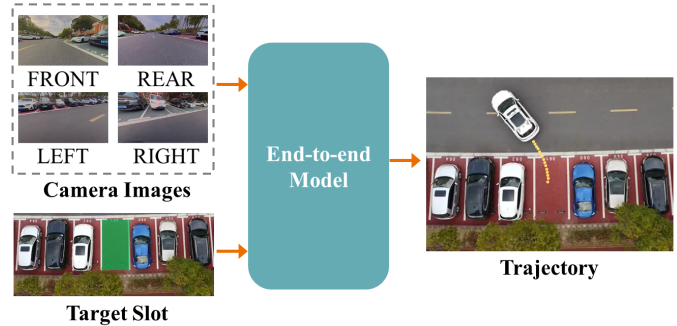 FRONT
REAR
LEFT
RIGHT
Camera Images
Target Slot
End-to-end
Model
Trajectory